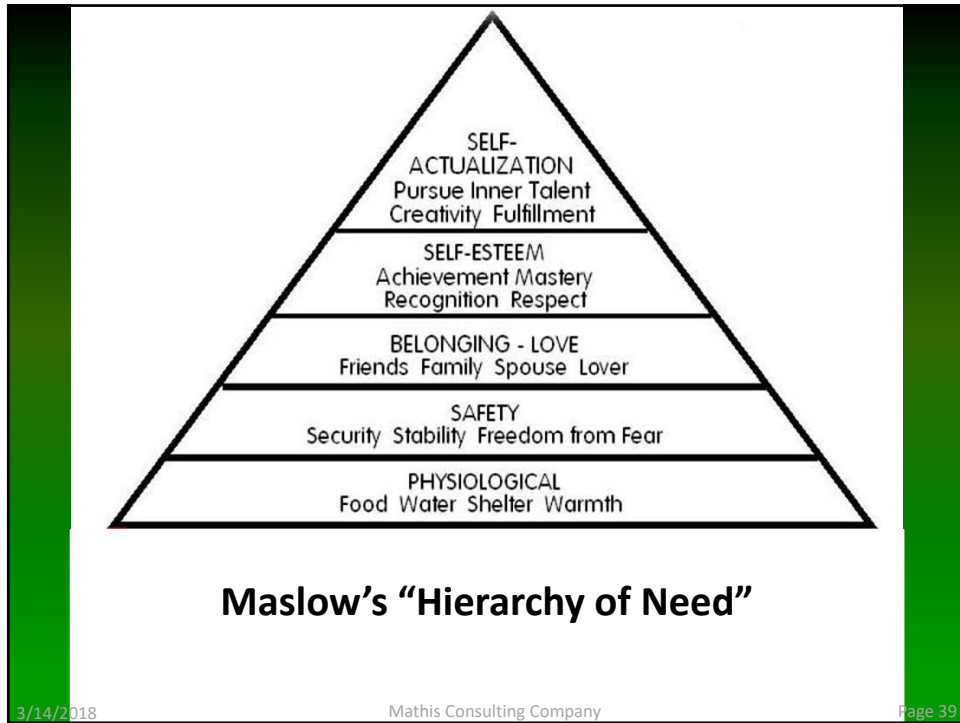 SELF-
ACTUALIZATION
Pursue Inner Talent
Creativity Fulfillment
SELF-ESTEEM
Achievement Mastery
Recognition Respect
BELONGING - LOVE
Friends Family Spouse Lover
SAFETY
Security Stability Freedom from Fear
PHYSIOLOGICAL
Food Water Shelter Warmth
Maslow’s “Hierarchy of Need”
3/14/2018 Mathis Consulting Company Page 39